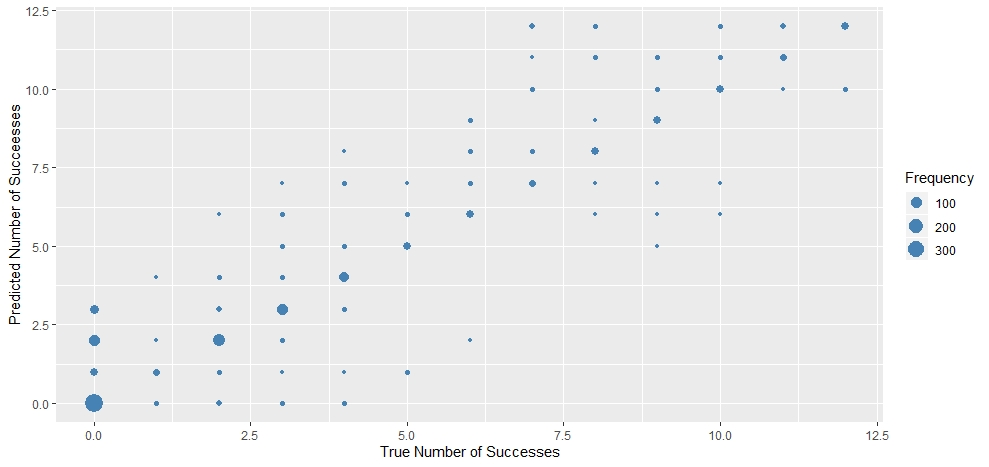 12.5
10.0
7.5
5.0
2.5
0.0
Predicted Number of Succeesses
0.0 2.5 5.0 7.5 10.0 12.5
True Number of Successes
Frequency
100
200
300